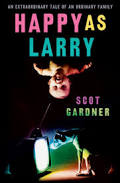 AN EXTRAORDINARY TALE OF AN ORDINARY FAMILY
HAPPY AS
LARRY
SCOT
GARDNER